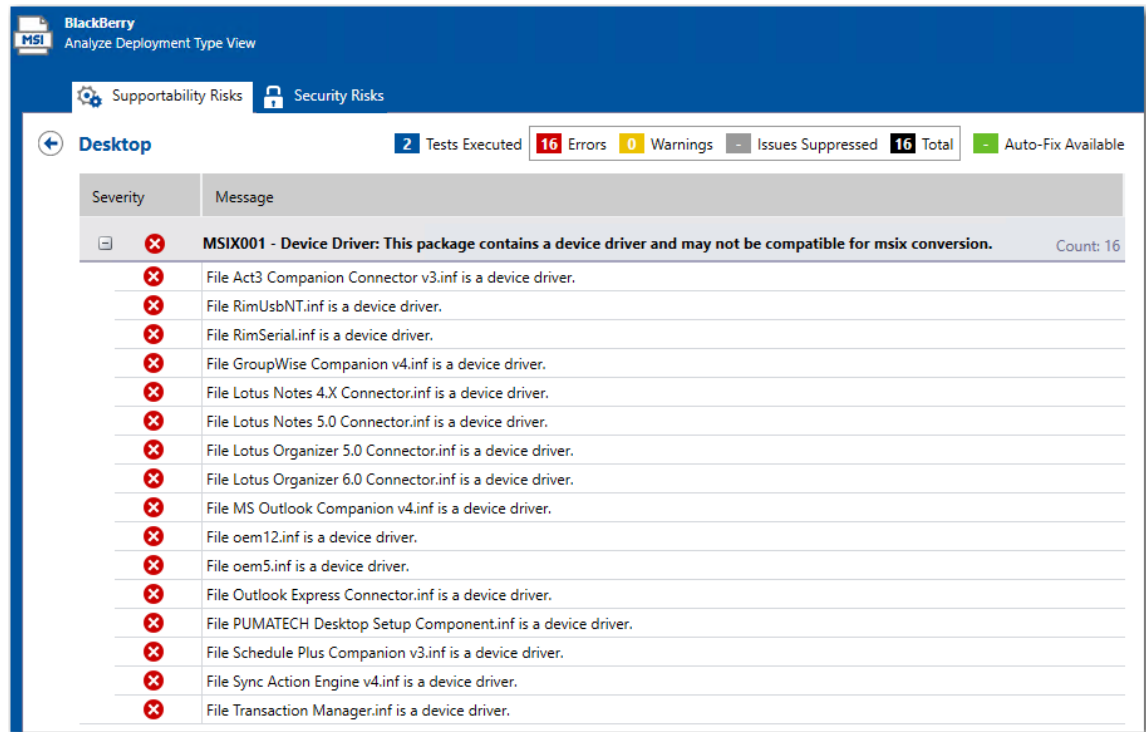 BlackBerry
MSI Analyze Deployment Type View
Supportability Risks Security Risks
Desktop 2 Tests Executed 16 Errors 0 Warnings - Issues Suppressed 16 Total - Auto-Fix Available
Severity Message
MSIX001 - Device Driver: This package contains a device driver and may not be compatible for msix conversion. Count: 16
File Act3 Companion Connector v3.inf is a device driver.
File RimUsbNT.inf is a device driver.
File RimSerial.inf is a device driver.
File GroupWise Companion v4.inf is a device driver.
File Lotus Notes 4.X Connector.inf is a device driver.
File Lotus Notes 5.0 Connector.inf is a device driver.
File Lotus Organizer 5.0 Connector.inf is a device driver.
File Lotus Organizer 6.0 Connector.inf is a device driver.
File MS Outlook Companion v4.inf is a device driver.
File oem12.inf is a device driver.
File oem5.inf is a device driver.
File Outlook Express Connector.inf is a device driver.
File PUMATECH Desktop Setup Component.inf is a device driver.
File Schedule Plus Companion v3.inf is a device driver.
File Sync Action Engine v4.inf is a device driver.
File Transaction Manager.inf is a device driver.